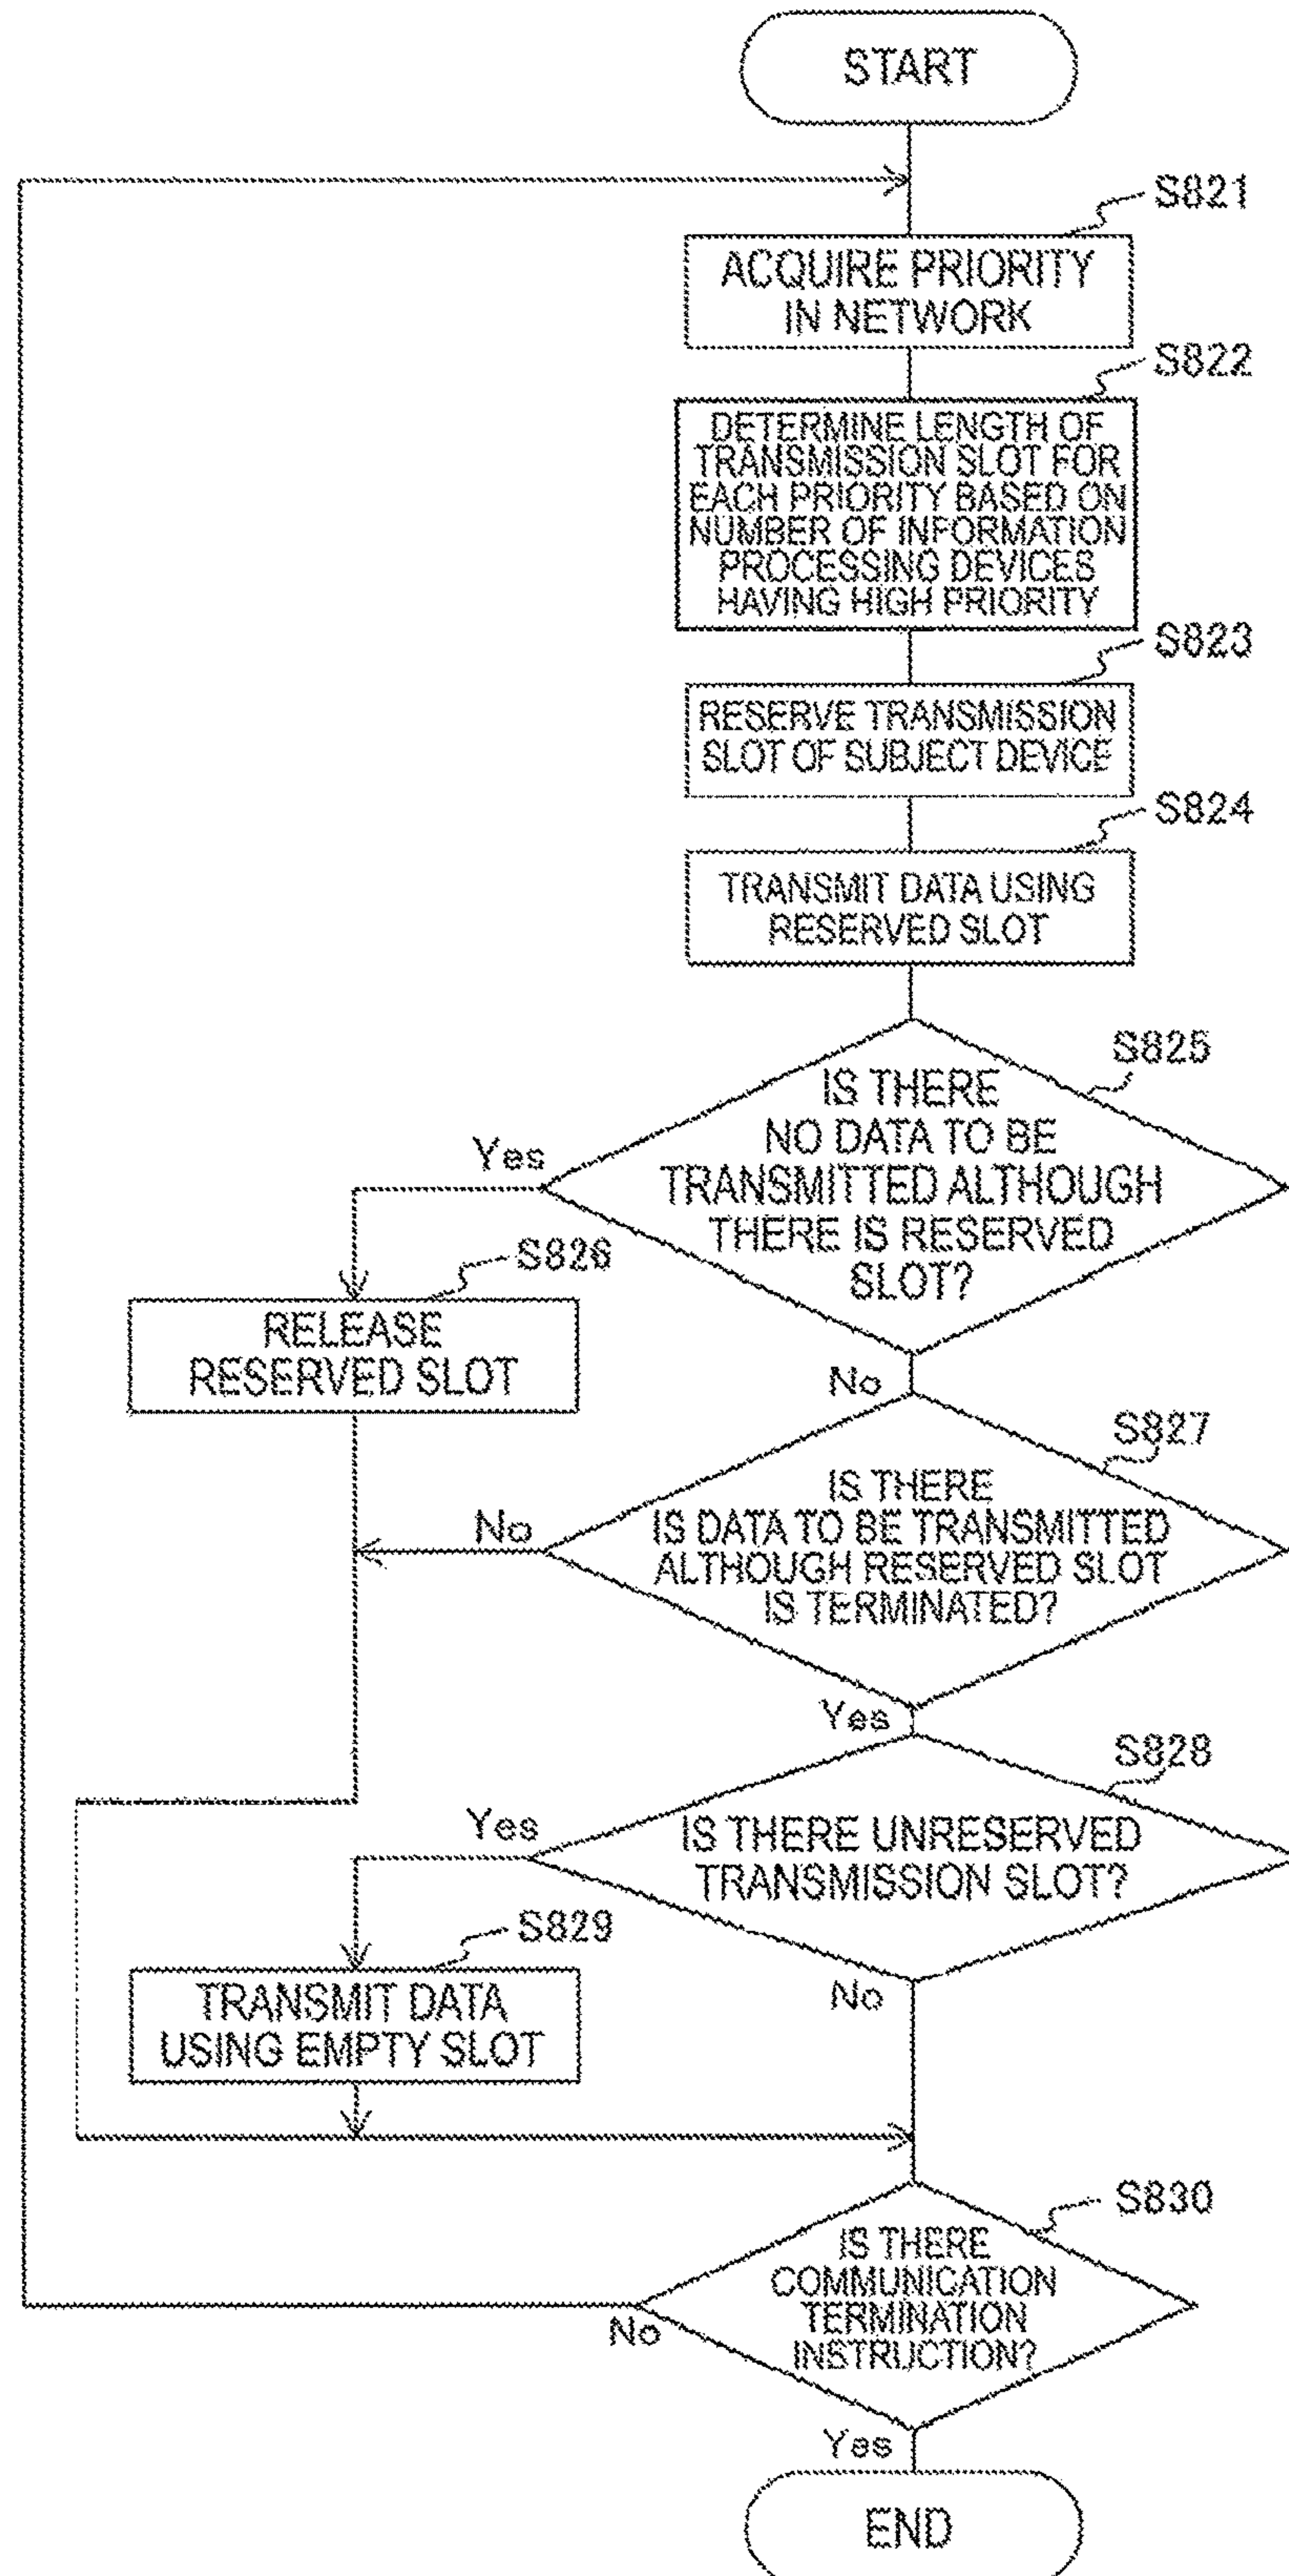 START
S821
ACQUIRE PRIORITY
IN NETWORK
S822
DETERMINE LENGTH OF
TRANSMISSION SLOT FOR
EACH PRIORITY BASED ON
NUMBER OF INFORMATION
PROCESSING DEVICES
HAVING HIGH PRIORITY
S823
RESERVE TRANSMISSION
SLOT OF SUBJECT DEVICE
S824
TRANSMIT DATA USING
RESERVED SLOT
S825
IS THERE
NO DATA TO BE
TRANSMITTED ALTHOUGH
THERE IS RESERVED
SLOT?
Yes
S826
RELEASE
RESERVED SLOT
No
S827
IS THERE
IS DATA TO BE TRANSMITTED
ALTHOUGH RESERVED SLOT
IS TERMINATED?
No
Yes
S828
IS THERE UNRESERVED
TRANSMISSION SLOT?
Yes
S829
TRANSMIT DATA
USING EMPTY SLOT
No
S830
IS THERE
COMMUNICATION
TERMINATION
INSTRUCTION?
No
Yes
END